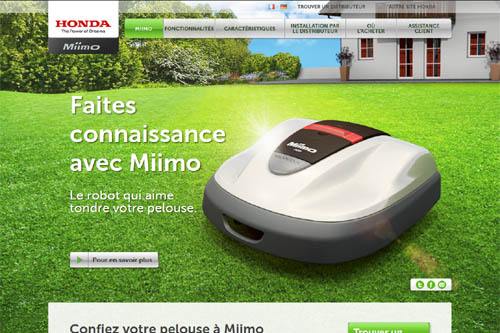 TROUVER UN DISTRIBUTEUR
AUTRE SITE HONDA
HONDA
The Power of Dreams
Miimo
MIIMO
FONCTIONNALITÉS
CARACTÉRISTIQUES
INSTALLATION PAR
LE DISTRIBUTEUR
OÙ
L'ACHETER
ASSISTANCE
CLIENT
Faites
connaissance
avec Miimo
Le robot qui aime
tondre votre pelouse.
Miimo
Pour en savoir plus
Confiez votre pelouse à Miimo
Trouver un